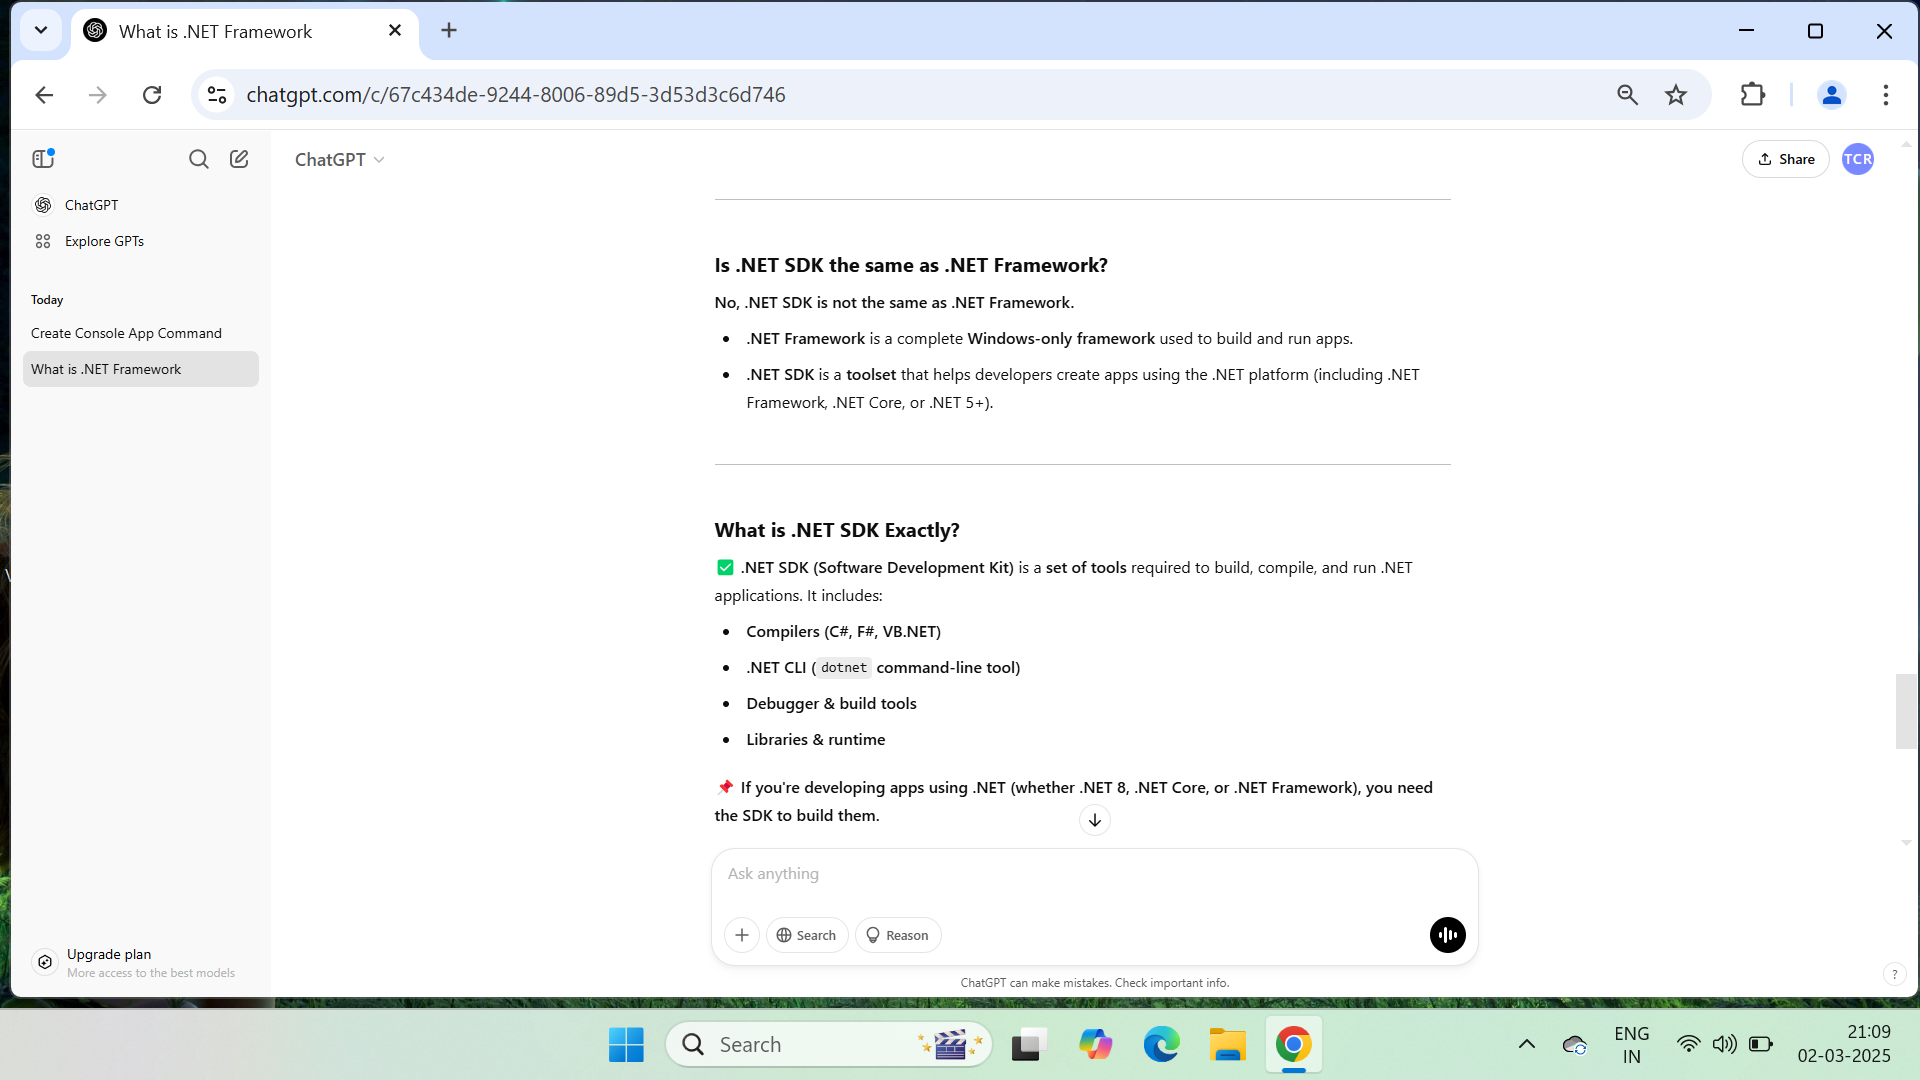 What is .NET Framework
chatgpt.com/c/67c434de-9244-8006-89d5-3d53d3c6d746
ChatGPT
Share
TCR
ChatGPT
Explore GPTs
Today
Create Console App Command
What is .NET Framework
Is .NET SDK the same as .NET Framework?
No, .NET SDK is not the same as .NET Framework.
.NET Framework is a complete Windows-only framework used to build and run apps.
.NET SDK is a toolset that helps developers create apps using the .NET platform (including .NET
Framework, .NET Core, or .NET 5+).
What is .NET SDK Exactly?
✅ .NET SDK (Software Development Kit) is a set of tools required to build, compile, and run .NET
applications. It includes:
Compilers (C#, F#, VB.NET)
.NET CLI (dotnet command-line tool)
Debugger & build tools
Libraries & runtime
📌 If you're developing apps using .NET (whether .NET 8, .NET Core, or .NET Framework), you need
the SDK to build them.
Ask anything
Search
Reason
Upgrade plan
More access to the best models
ChatGPT can make mistakes. Check important info.
?
Search
ENG
IN
21:09
02-03-2025